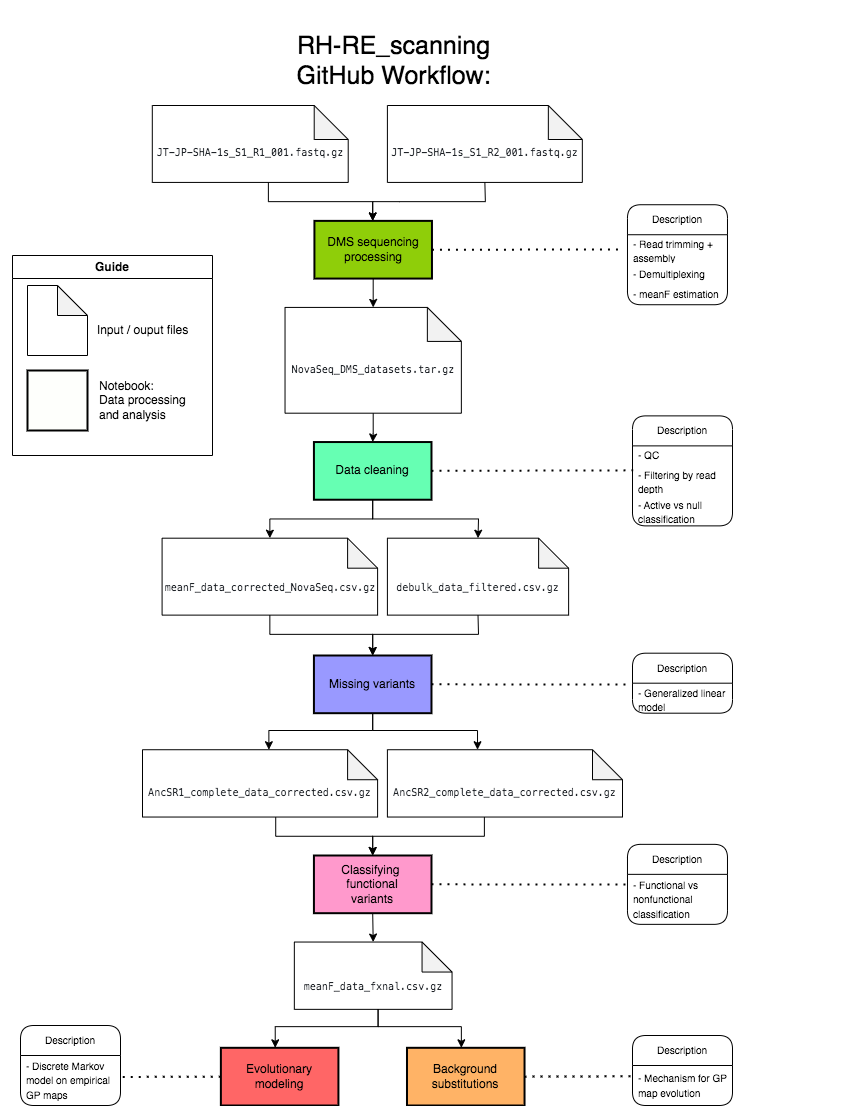 RH-RE_scanning
GitHub Workflow:
JT-JP-SHA-1s_S1_R1_001.fastq.gz
JT-JP-SHA-1s_S1_R2_001.fastq.gz
DMS sequencing
processing
Description
- Read trimming +
assembly
- Demultiplexing
- meanF estimation
Guide
Input / ouput files
Notebook:
Data processing
and analysis
NovaSeq_DMS_datasets.tar.gz
Data cleaning
Description
- QC
- Filtering by read
depth
- Active vs null
classification
meanF_data_corrected_NovaSeq.csv.gz
debulk_data_filtered.csv.gz
Missing variants
Description
- Generalized linear
model
AncSR1_complete_data_corrected.csv.gz
AncSR2_complete_data_corrected.csv.gz
Classifying
functional
variants
Description
- Functional vs
nonfunctional
classification
meanF_data_fxnal.csv.gz
Description
- Discrete Markov
model on empirical
GP maps
Evolutionary
modeling
Background
substitutions
Description
- Mechanism for GP
map evolution